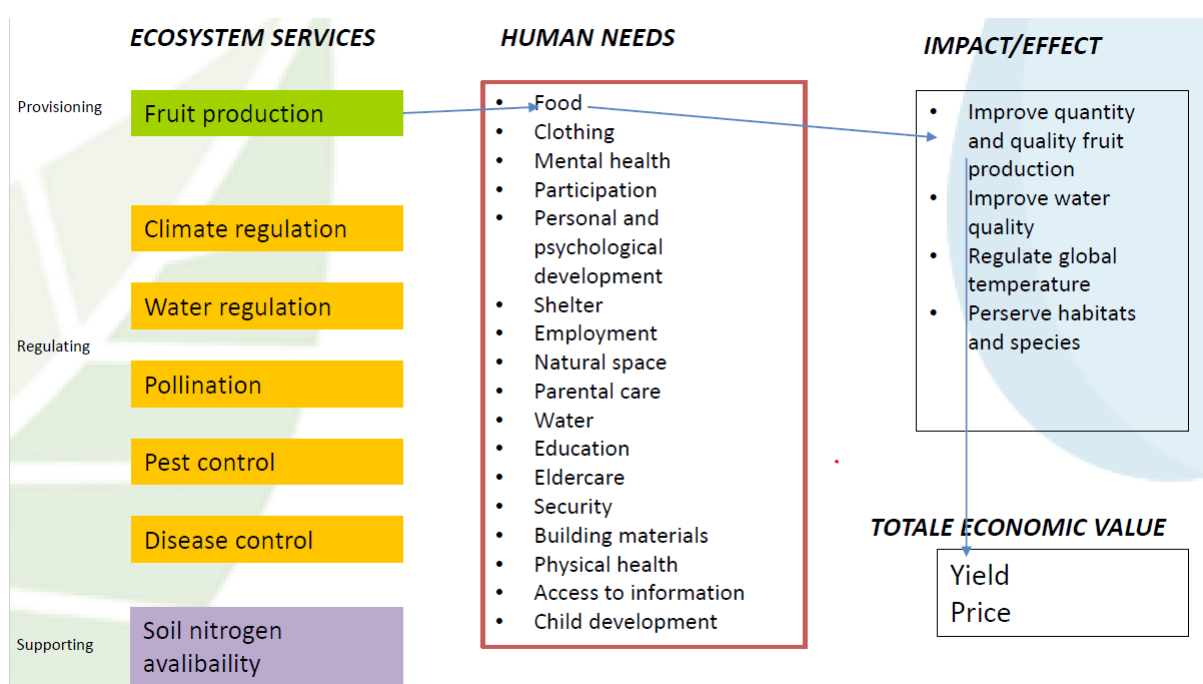 ECOSYSTEM SERVICES
HUMAN NEEDS
IMPACT/EFFECT
Provisioning
Fruit production
Climate regulation
Water regulation
Regulating
Pollination
Pest control
Disease control
Supporting
Soil nitrogen
avalibaility
• Food
• Clothing
• Mental health
• Participation
• Personal and
psychological
development
• Shelter
• Employment
• Natural space
• Parental care
• Water
• Education
• Eldercare
• Security
• Building materials
• Physical health
• Access to information
• Child development
• Improve quantity
and quality fruit
production
• Improve water
quality
• Regulate global
temperature
• Perserve habitats
and species
TOTALE ECONOMIC VALUE
Yield
Price